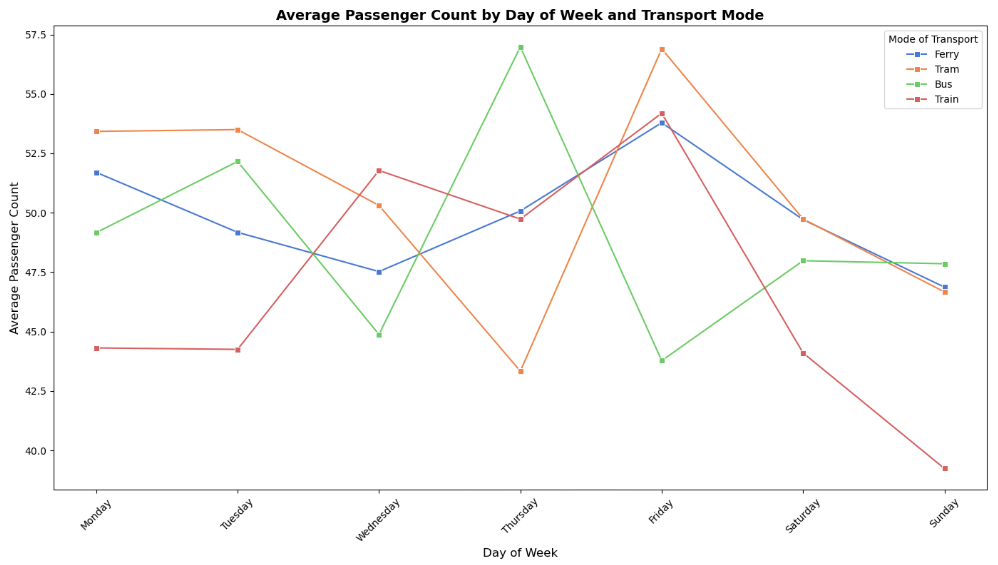 Average Passenger Count by Day of Week and Transport Mode
Average Passenger Count
57.5
55.0
52.5
50.0
47.5
45.0
42.5
40.0
Mode of Transport
Ferry
Tram
Bus
Train
Monday
Tuesday
Wednesday
Thursday
Friday
Saturday
Sunday
Day of Week